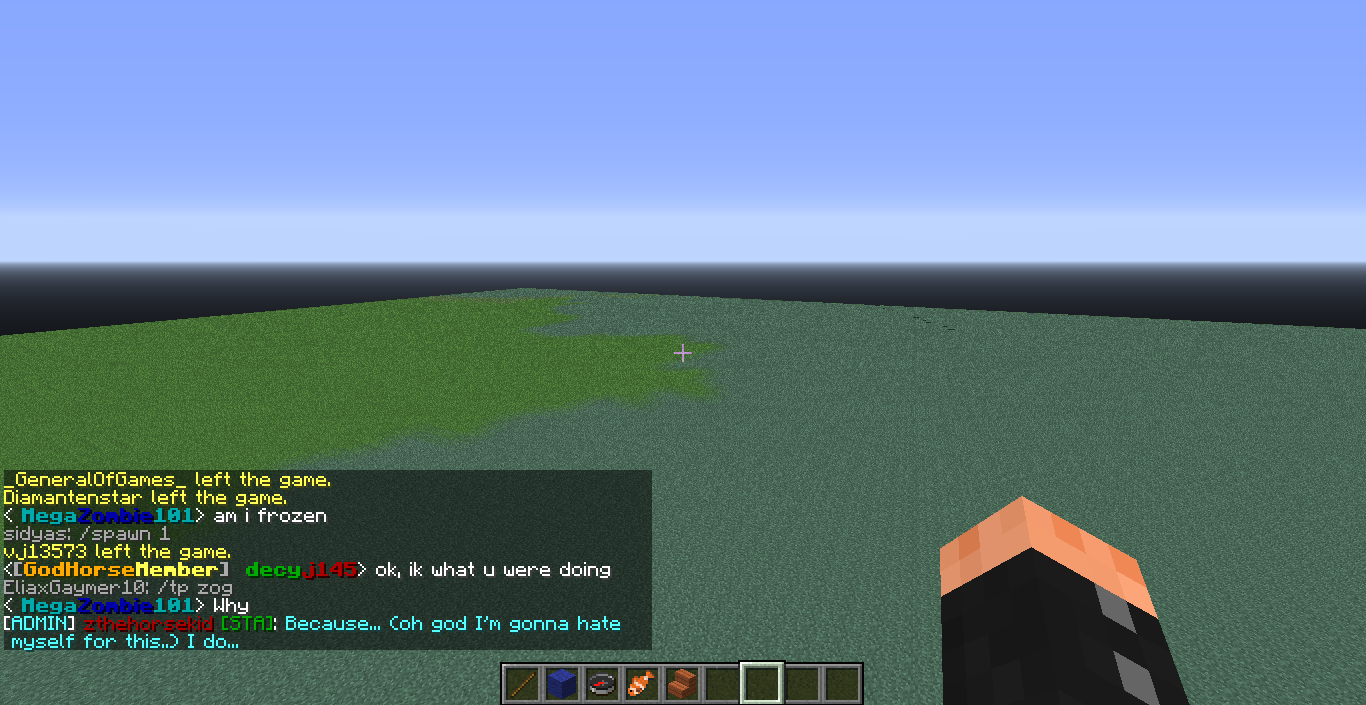 _GeneralOfGames_ left the game.
Diamantenstar left the game.
< MegaZombie101> am i frozen
sidyas: /spawn 1
vj13573 left the game.
<[GodHorseMember] decyj145> ok, ik what u were doing
EliaxGaymer10: /tp zog
< MegaZombie101> Why
[ADMIN] zthehorsekid [STA]: Because... (oh god I'm gonna hate
myself for this..) I do...